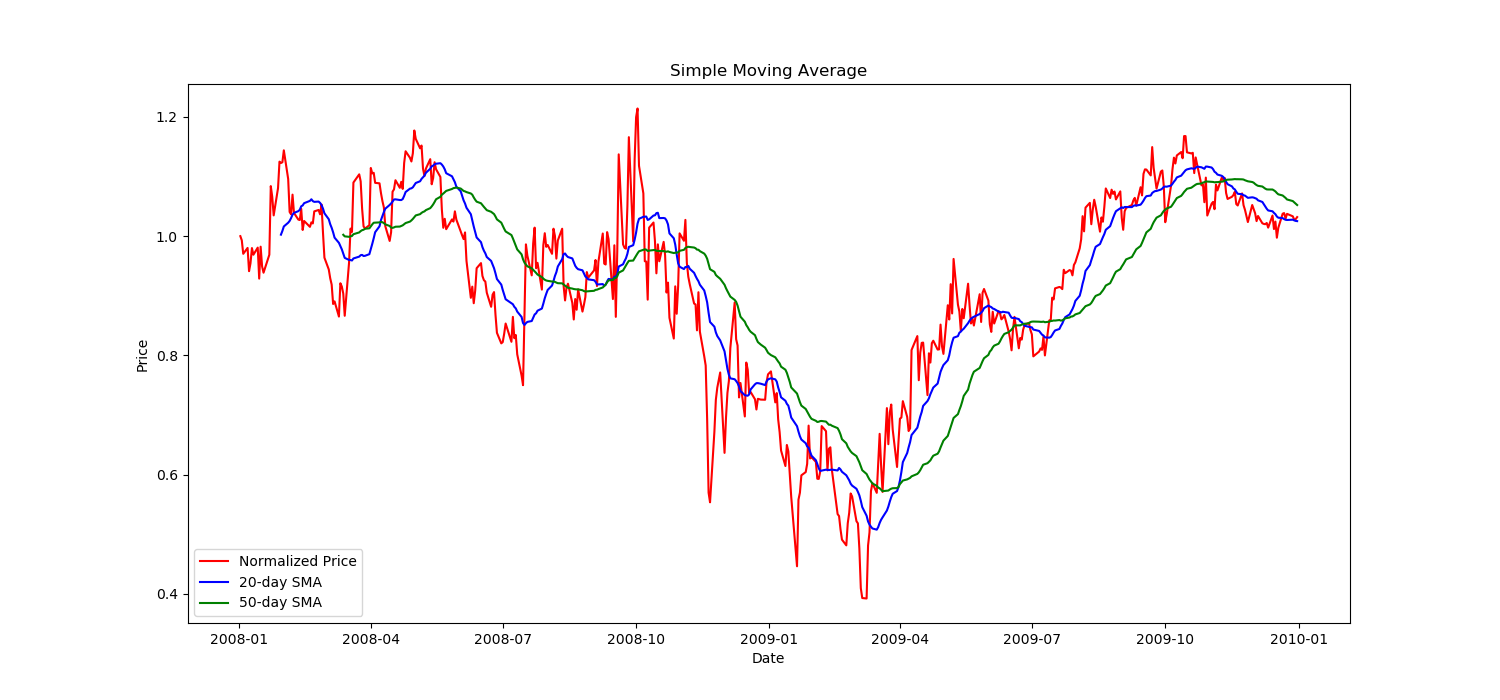 Simple Moving Average
1.2
1.0
0.8
0.6
0.4
Price
Normalized Price
20-day SMA
50-day SMA
2008-01 2008-04 2008-07 2008-10 2009-01 2009-04 2009-07 2009-10 2010-01
Date